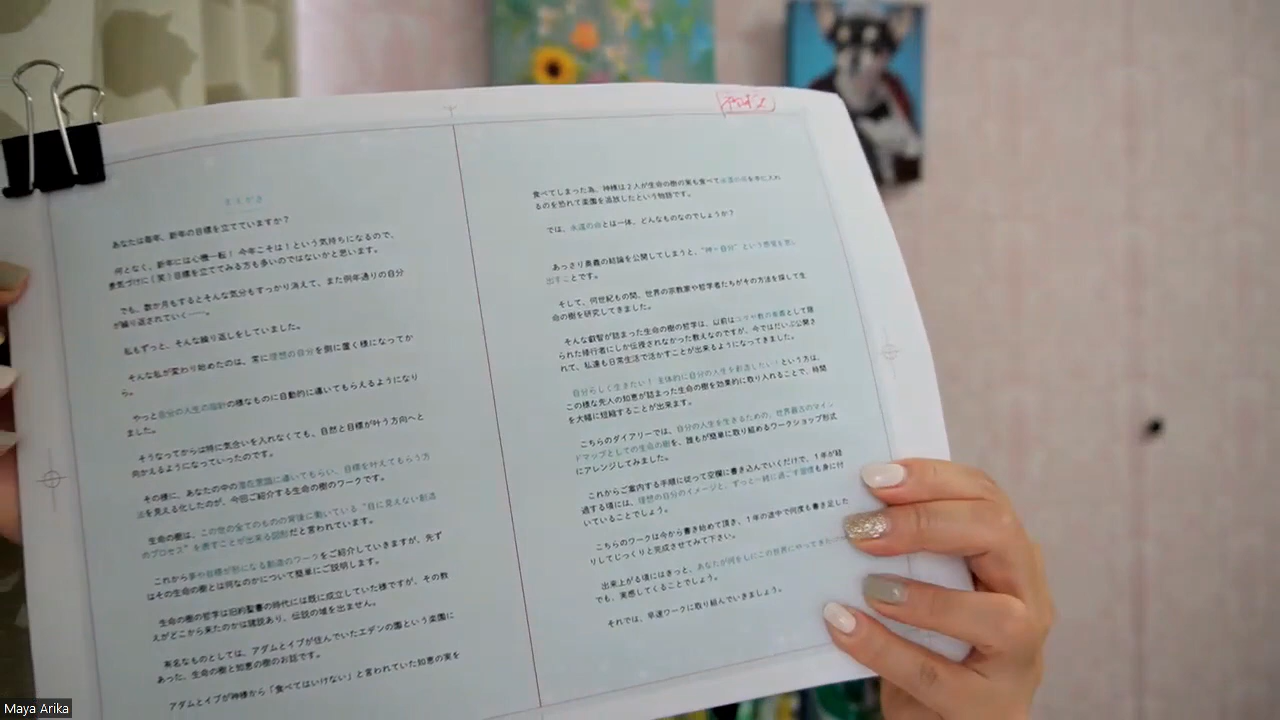 まえがき
あなたは毎年、新年の目標を立てていますか?
何となく、新年には心機一転! 今年こそは!という気持ちになるので、
意気づけに(笑)目標を立ててみる方も多いのではないかと思います。
でも、数か月もするとそんな気分もすっかり消えて、また例年通りの自分
が繰り返されていく――。
私もずっと、そんな繰り返しをしていました。
そんな私が変わり始めたのは、常に理想の自分を側に置く様になってか
ら。
やっと自分の人生の指針の様なものに自動的に導いてもらえるようになり
ました。
そうなってからは特に気合いを入れなくても、自然と目標が叶う方向へと
向かえるようになっていったのです。
その様に、あなたの中の潜在意識に導いてもらい、目標を叶えてもらう方
法を見える化したのが、今回ご紹介する生命の樹のワークです。
生命の樹は、この世の全てのものの背後に働いている“目に見えない創造
のプロセス”を表すことが出来る図形だと言われています。
これから夢や目標が形になる創造のワークをご紹介していきますが、先ず
はその生命の樹とは何なのかについて簡単にご説明します。
生命の樹の哲学は旧約聖書の時代には既に成立していた様ですが、その教
えがどこから来たのかは諸説あり、伝説の域を出ません。
有名なものとしては、アダムとイブが住んでいたエデンの園という楽園に
あった、生命の樹と知恵の樹のお話です。
アダムとイブが神様から「食べてはいけない」と言われていた知恵の実を
食べてしまった為、神様は2人が生命の樹の実も食べて永遠の命を手に入れ
るのを恐れて楽園を追放したという物語です。
では、永遠の命とは一体、どんなものなのでしょうか?
あっさり奥義の結論を公開してしまうと、“神=自分”という感覚を思い
出すことです。
そして、何世紀もの間、世界の宗教家や哲学者たちがその方法を探して生
命の樹を研究してきました。
そんな叡智が詰まった生命の樹の哲学は、以前はユダヤ教の奥義として限
られた修行者にしか伝授されなかった教えなのですが、今ではだいぶ公開さ
れて、私達も日常生活で活かすことが出来るようになってきました。
自分らしく生きたい! 主体的に自分の人生を創造したい!という方は、
この様な先人の知恵が詰まった生命の樹を効果的に取り入れることで、時間
を大幅に短縮することが出来ます。
こちらのダイアリーでは、自分の人生を生きるための、世界最古のマイン
ドマップとしての生命の樹を、誰もが簡単に取り組めるワークショップ形式
にアレンジしてみました。
これからご案内する手順に従って空欄に書き込んでいくだけで、1年が経
過する頃には、理想の自分のイメージと、ずっと一緒に過ごす習慣も身に付
いていることでしょう。
こちらのワークは今から書き始めて頂き、1年の途中で何度も書き足した
りしてじっくりと完成させてみて下さい。
出来上がる頃にはきっと、あなたが何をしにこの世界にやってきたのか
でも、実感してくることでしょう。
それでは、早速ワークに取り組んでいきましょう。
Maya Arika